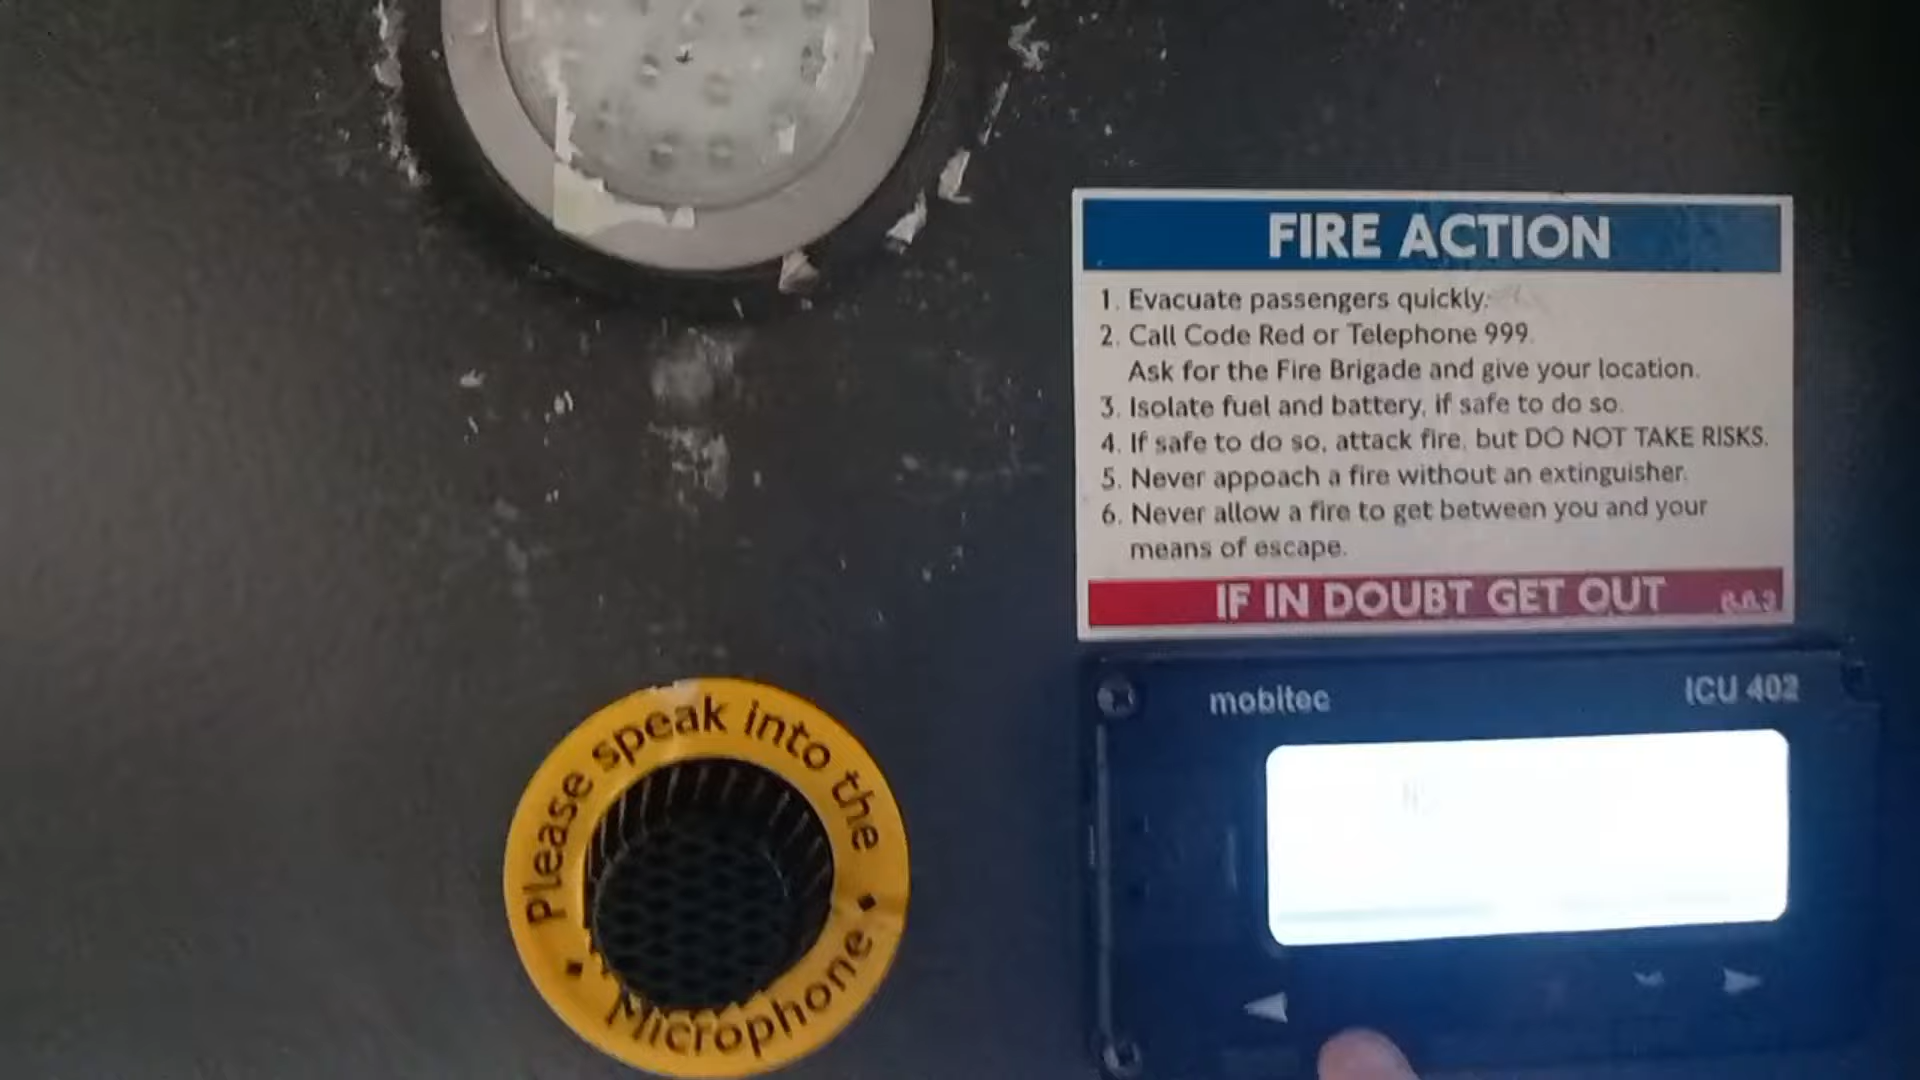 FIRE ACTION
1. Evacuate passengers quickly.
2. Call Code Red or Telephone 999.
Ask for the Fire Brigade and give your location.
3. Isolate fuel and battery, if safe to do so.
4. If safe to do so, attack fire, but DO NOT TAKE RISKS.
5. Never appoach a fire without an extinguisher.
6. Never allow a fire to get between you and your
means of escape.
IF IN DOUBT GET OUT
mobitec
ICU 402
Please speak into the
Microphone